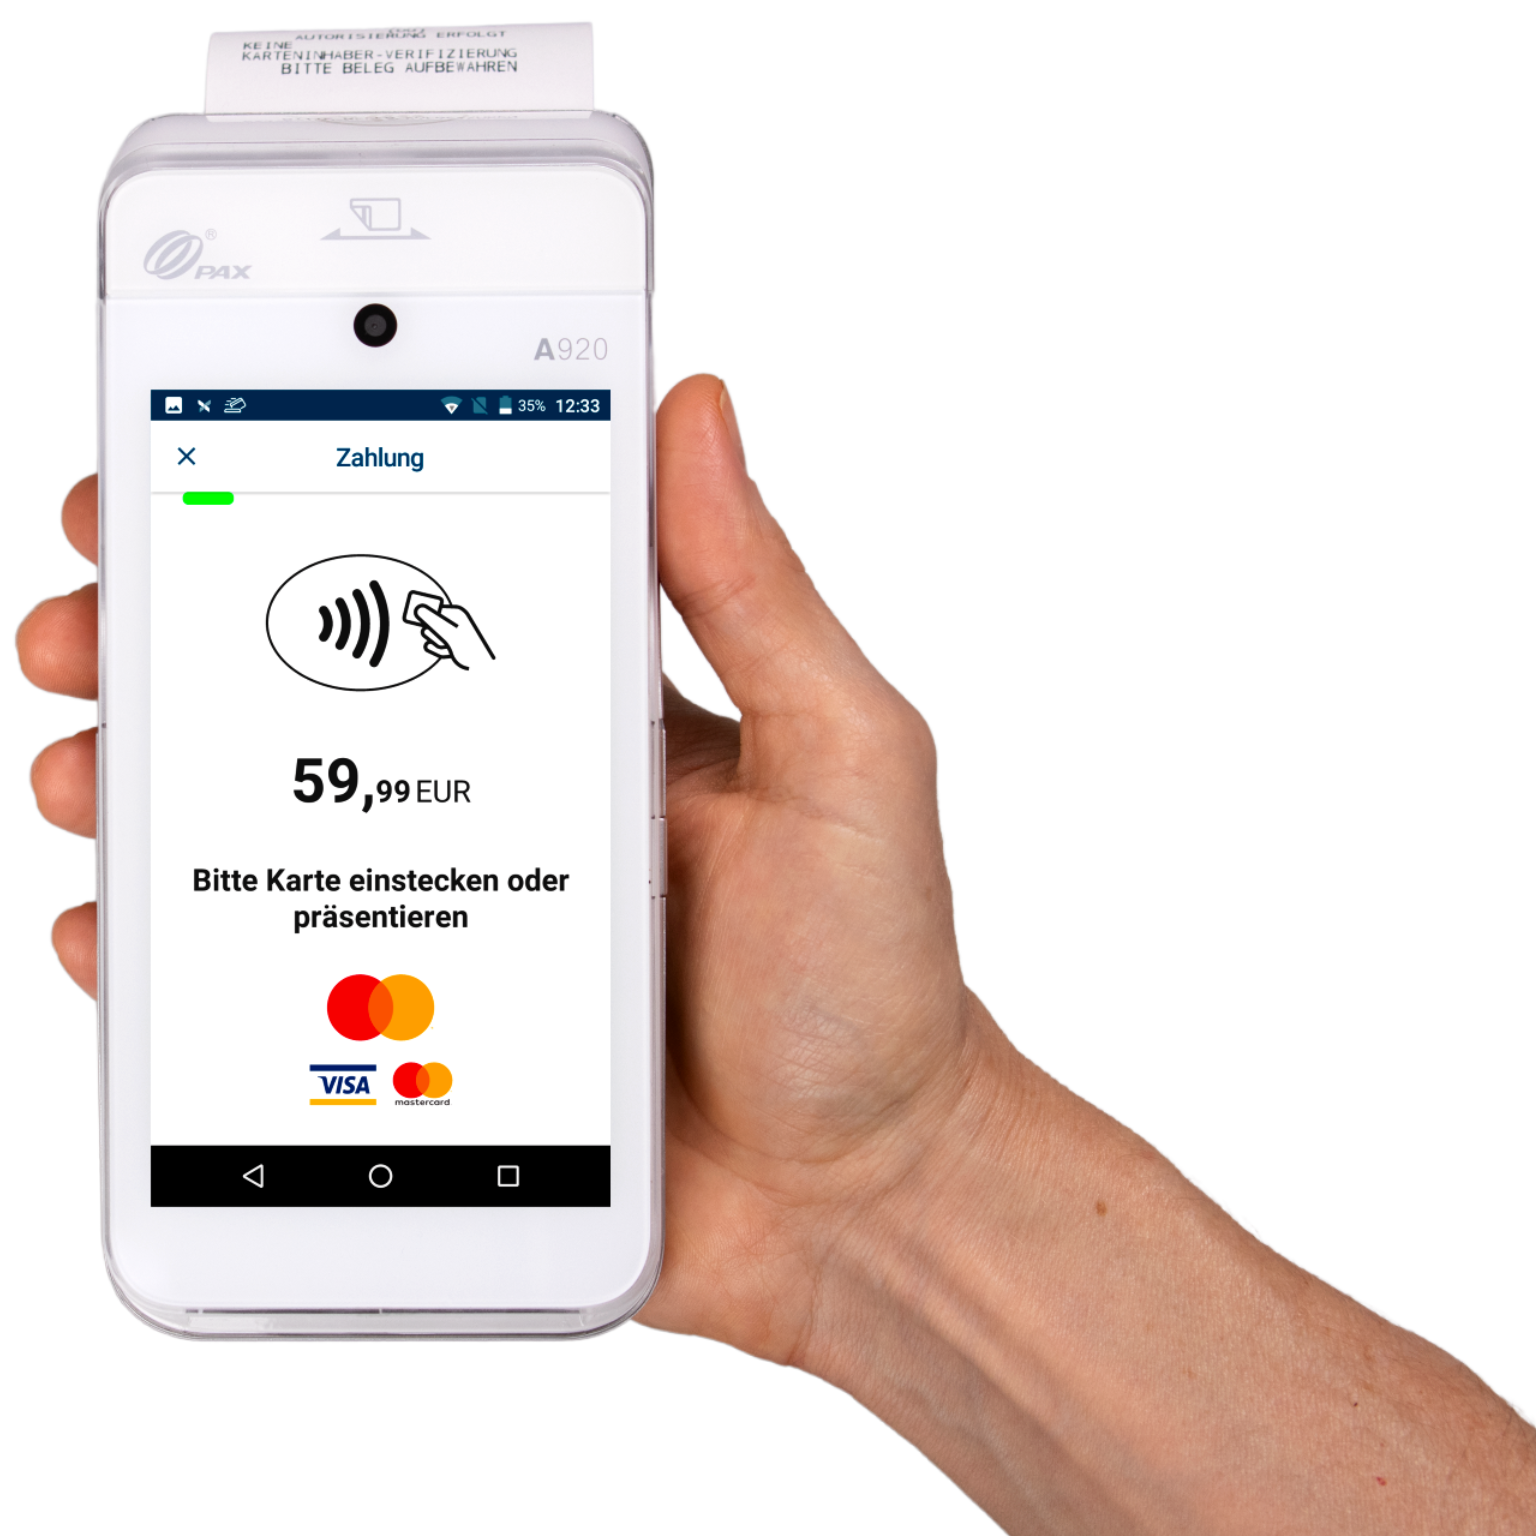 AUTORISIERUNG ERFOLGT
KEINE
KARTENINHABER-VERIFIZIERUNG
BITTE BELEG AUFBEWAHREN
PAX®
A920
35% 12:33
Zahlung
59,99 EUR
Bitte Karte einstecken oder
präsentieren
VISA mastercard